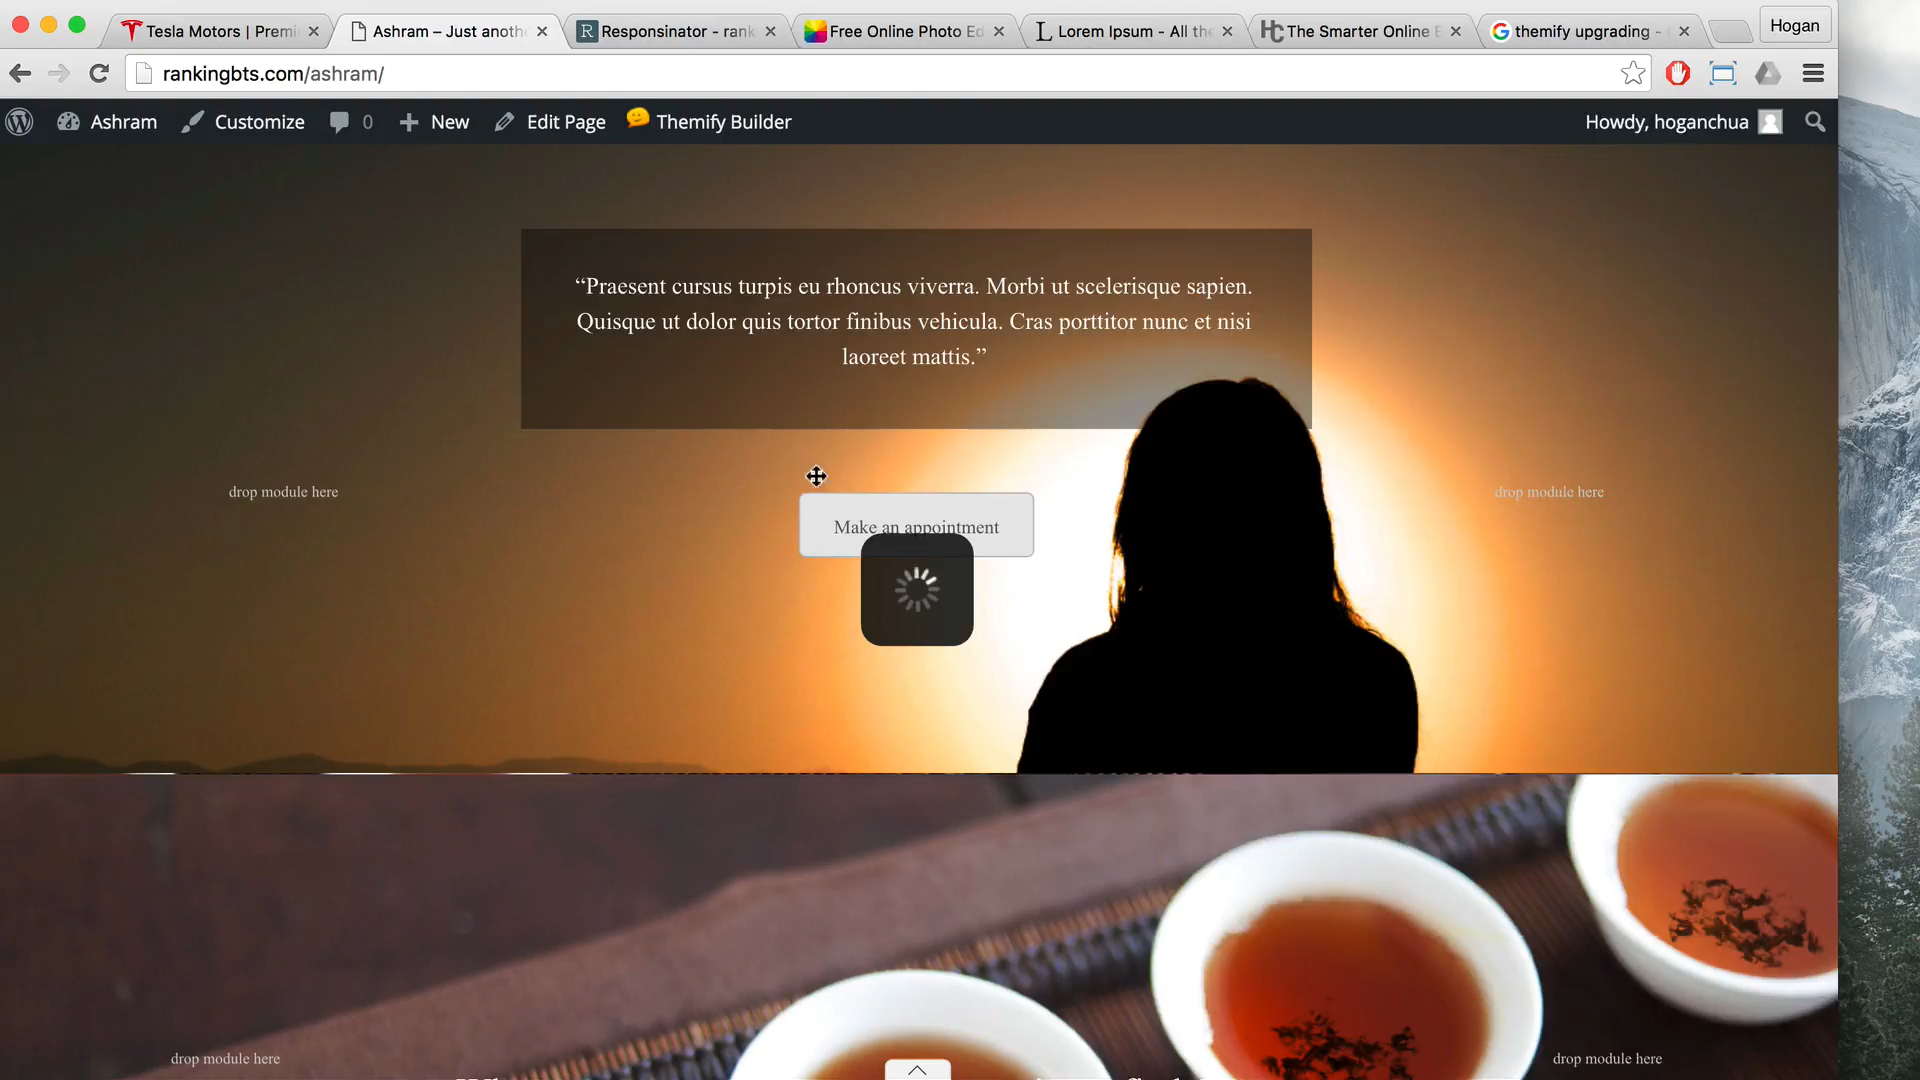 Tesla Motors | Premi
Ashram – Just anoth
Responsinator - rank
Free Online Photo Ed
Lorem Ipsum - All the
The Smarter Online
themify upgrading -
Hogan
rankingbts.com/ashram/
Ashram
Customize
0
New
Edit Page
Themify Builder
Howdy, hoganchua
“Praesent cursus turpis eu rhoncus viverra. Morbi ut scelerisque sapien.
Quisque ut dolor quis tortor finibus vehicula. Cras porttitor nunc et nisi
laoreet mattis.”
drop module here
drop module here
Make an appointment
drop module here
drop module here